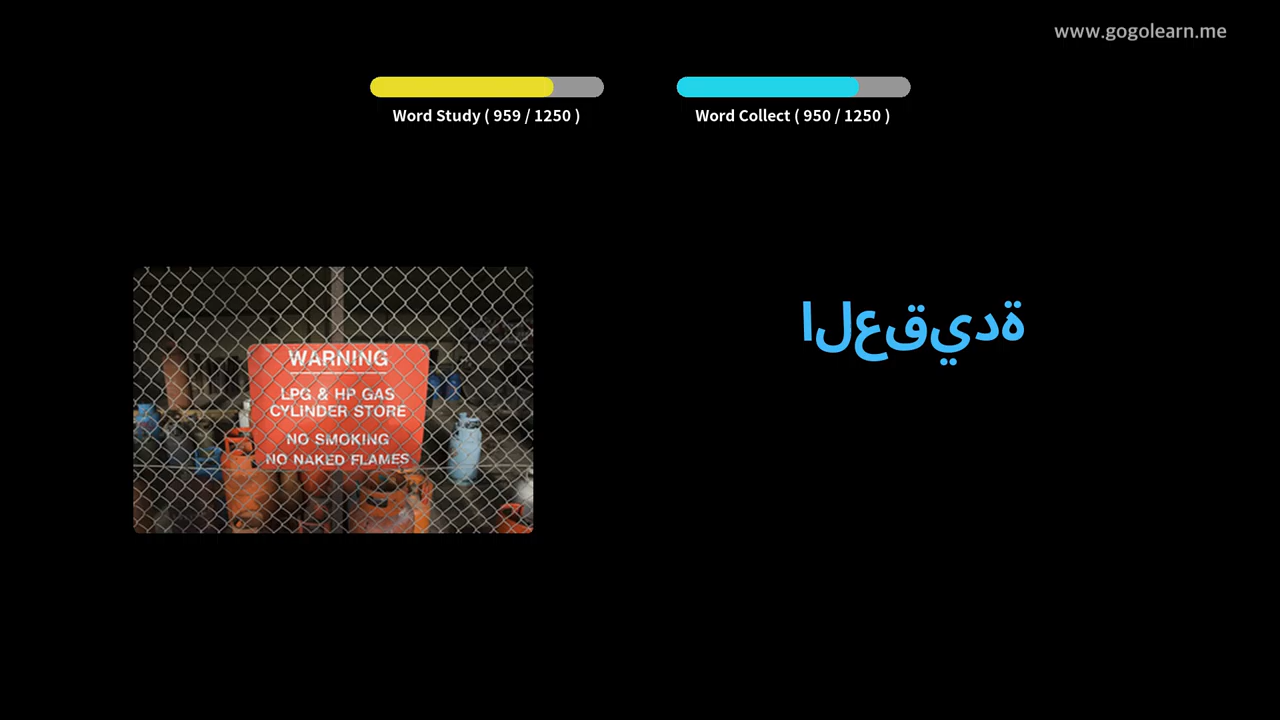 www.gogolearn.me
Word Study ( 959 / 1250 )
Word Collect ( 950 / 1250 )
WARNING
LPG & HP GAS
CYLINDER STORE
NO SMOKING
NO NAKED FLAMES
العقيدة